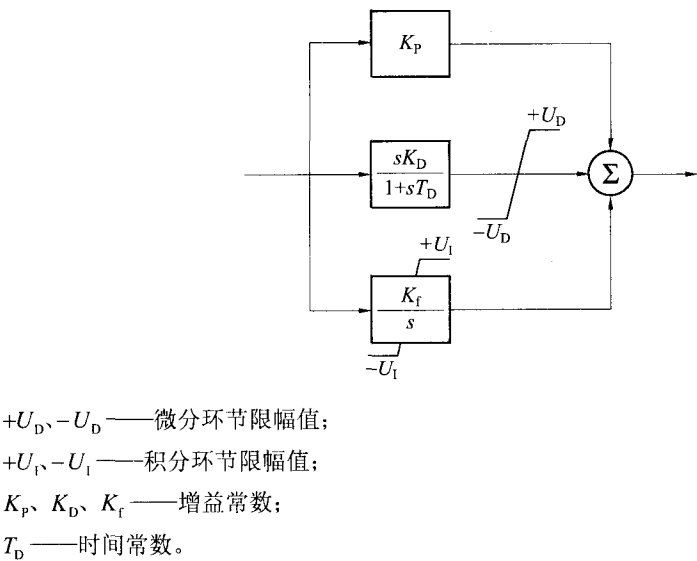 K_P
+U_D
sK_D
1+sT_D
Σ
−U_D
+U_I
K_f
s
−U_I
+U_D、−U_D——微分环节限幅值；
+U_I、−U_I——积分环节限幅值；
K_P、K_D、K_f——增益常数；
T_D——时间常数。